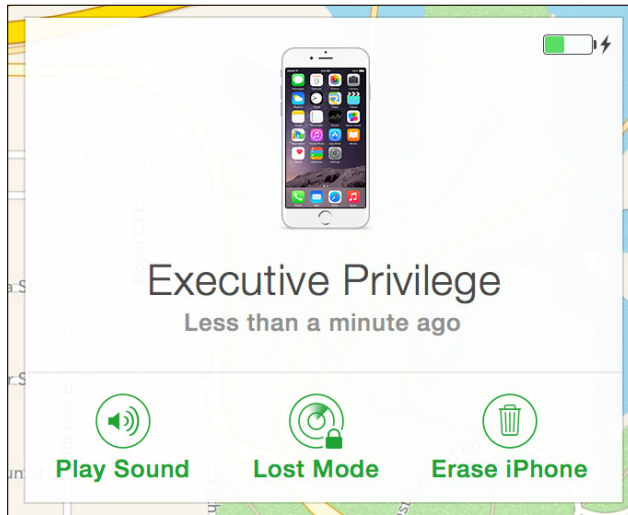 Executive Privilege
Less than a minute ago
Play Sound
Lost Mode
Erase iPhone